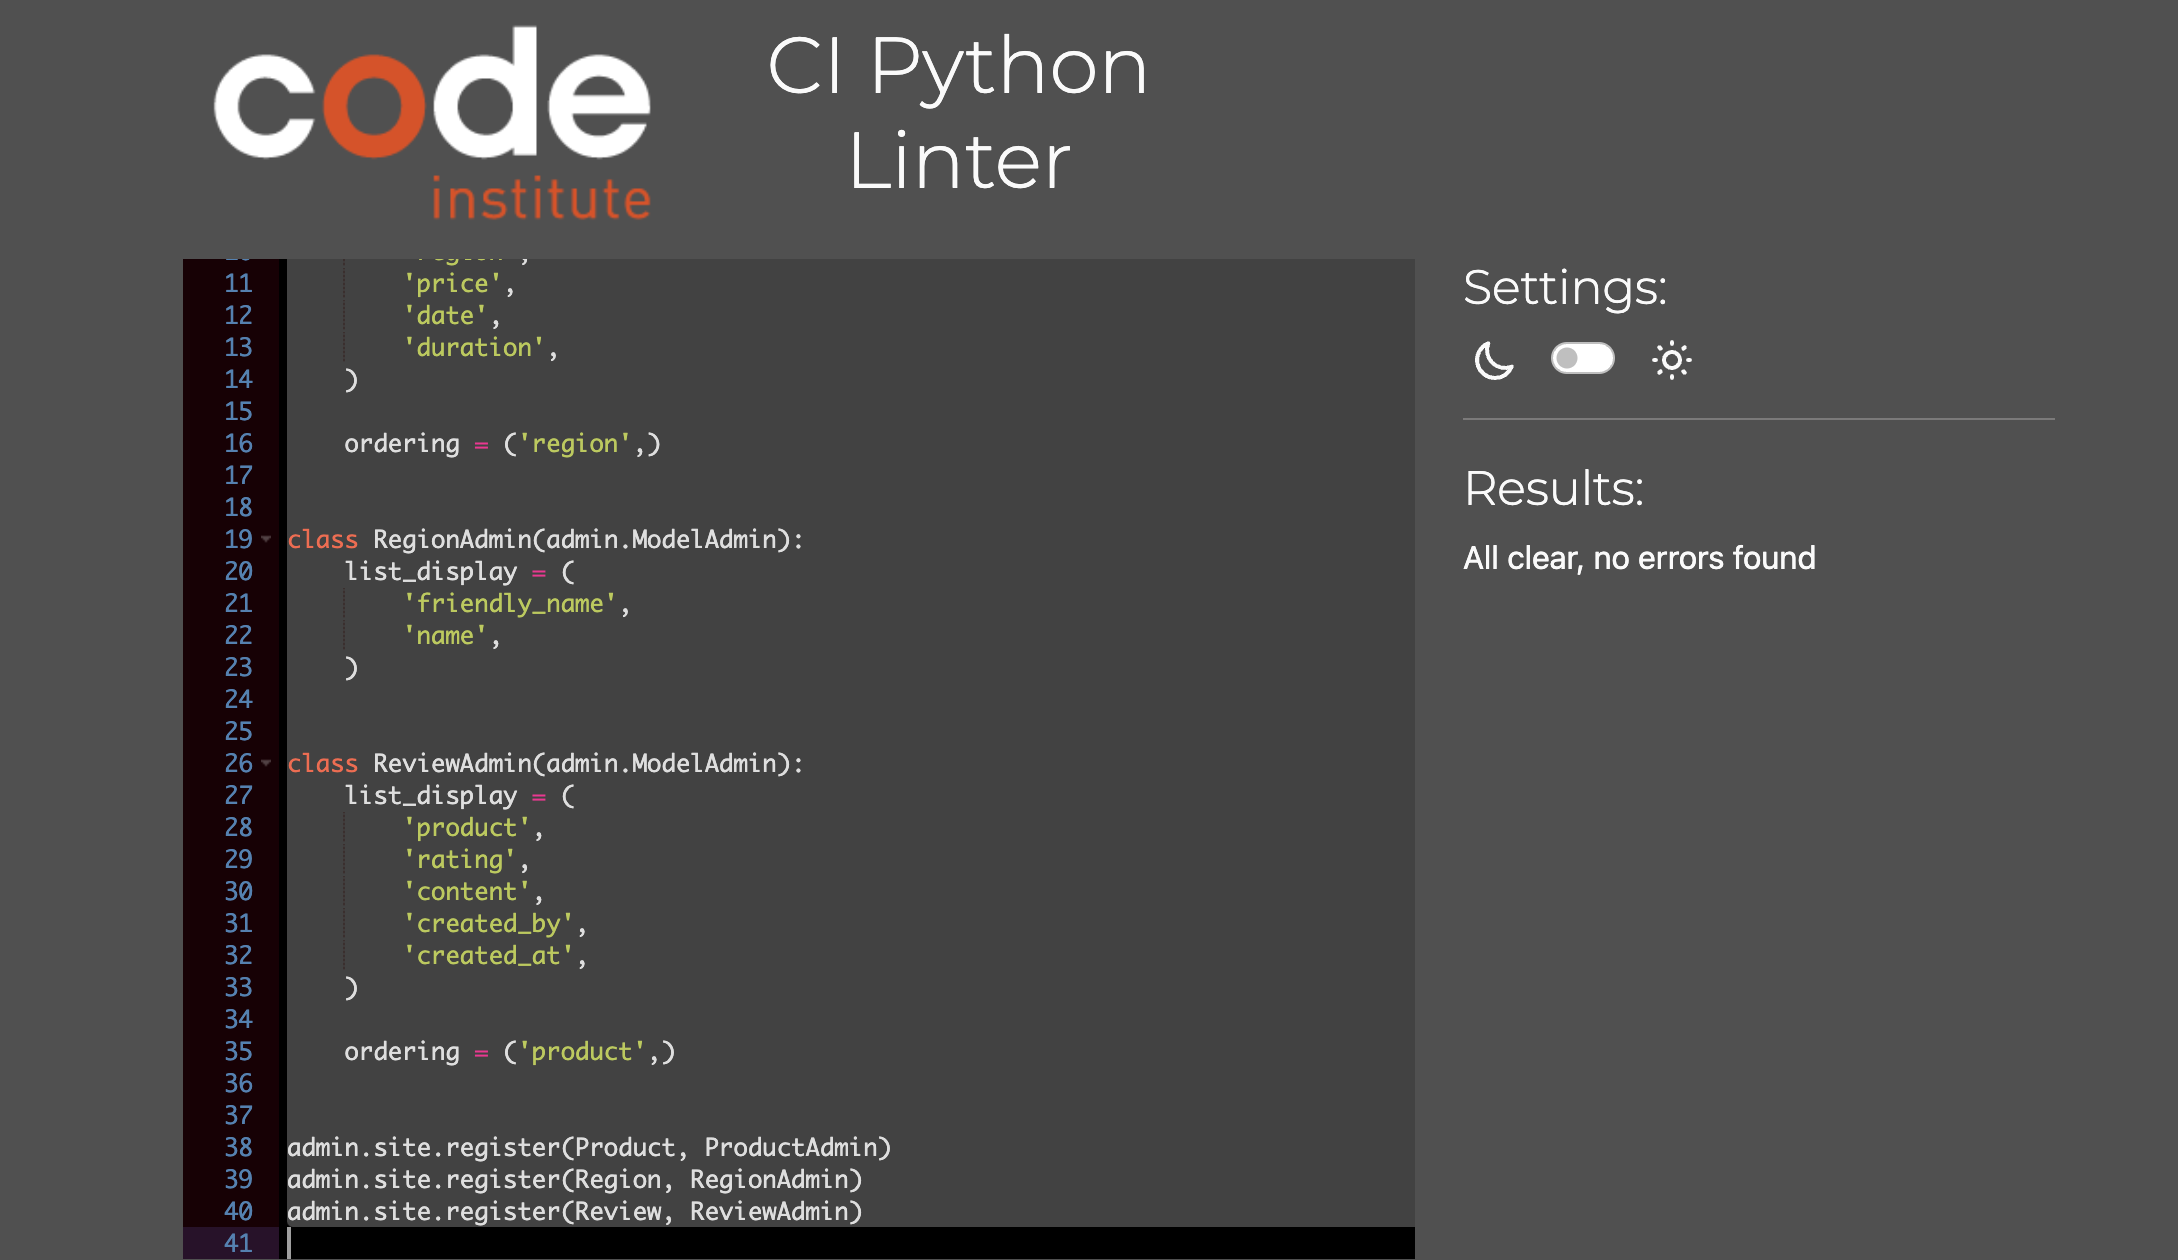 code
institute
CI Python
Linter
11 'price',
12 'date',
13 'duration',
14 )
15
16 ordering = ('region',)
17
18
19 class RegionAdmin(admin.ModelAdmin):
20 list_display = (
21 'friendly_name',
22 'name',
23 )
24
25
26 class ReviewAdmin(admin.ModelAdmin):
27 list_display = (
28 'product',
29 'rating',
30 'content',
31 'created_by',
32 'created_at',
33 )
34
35 ordering = ('product',)
36
37
38 admin.site.register(Product, ProductAdmin)
39 admin.site.register(Region, RegionAdmin)
40 admin.site.register(Review, ReviewAdmin)
41
Settings:
Results:
All clear, no errors found